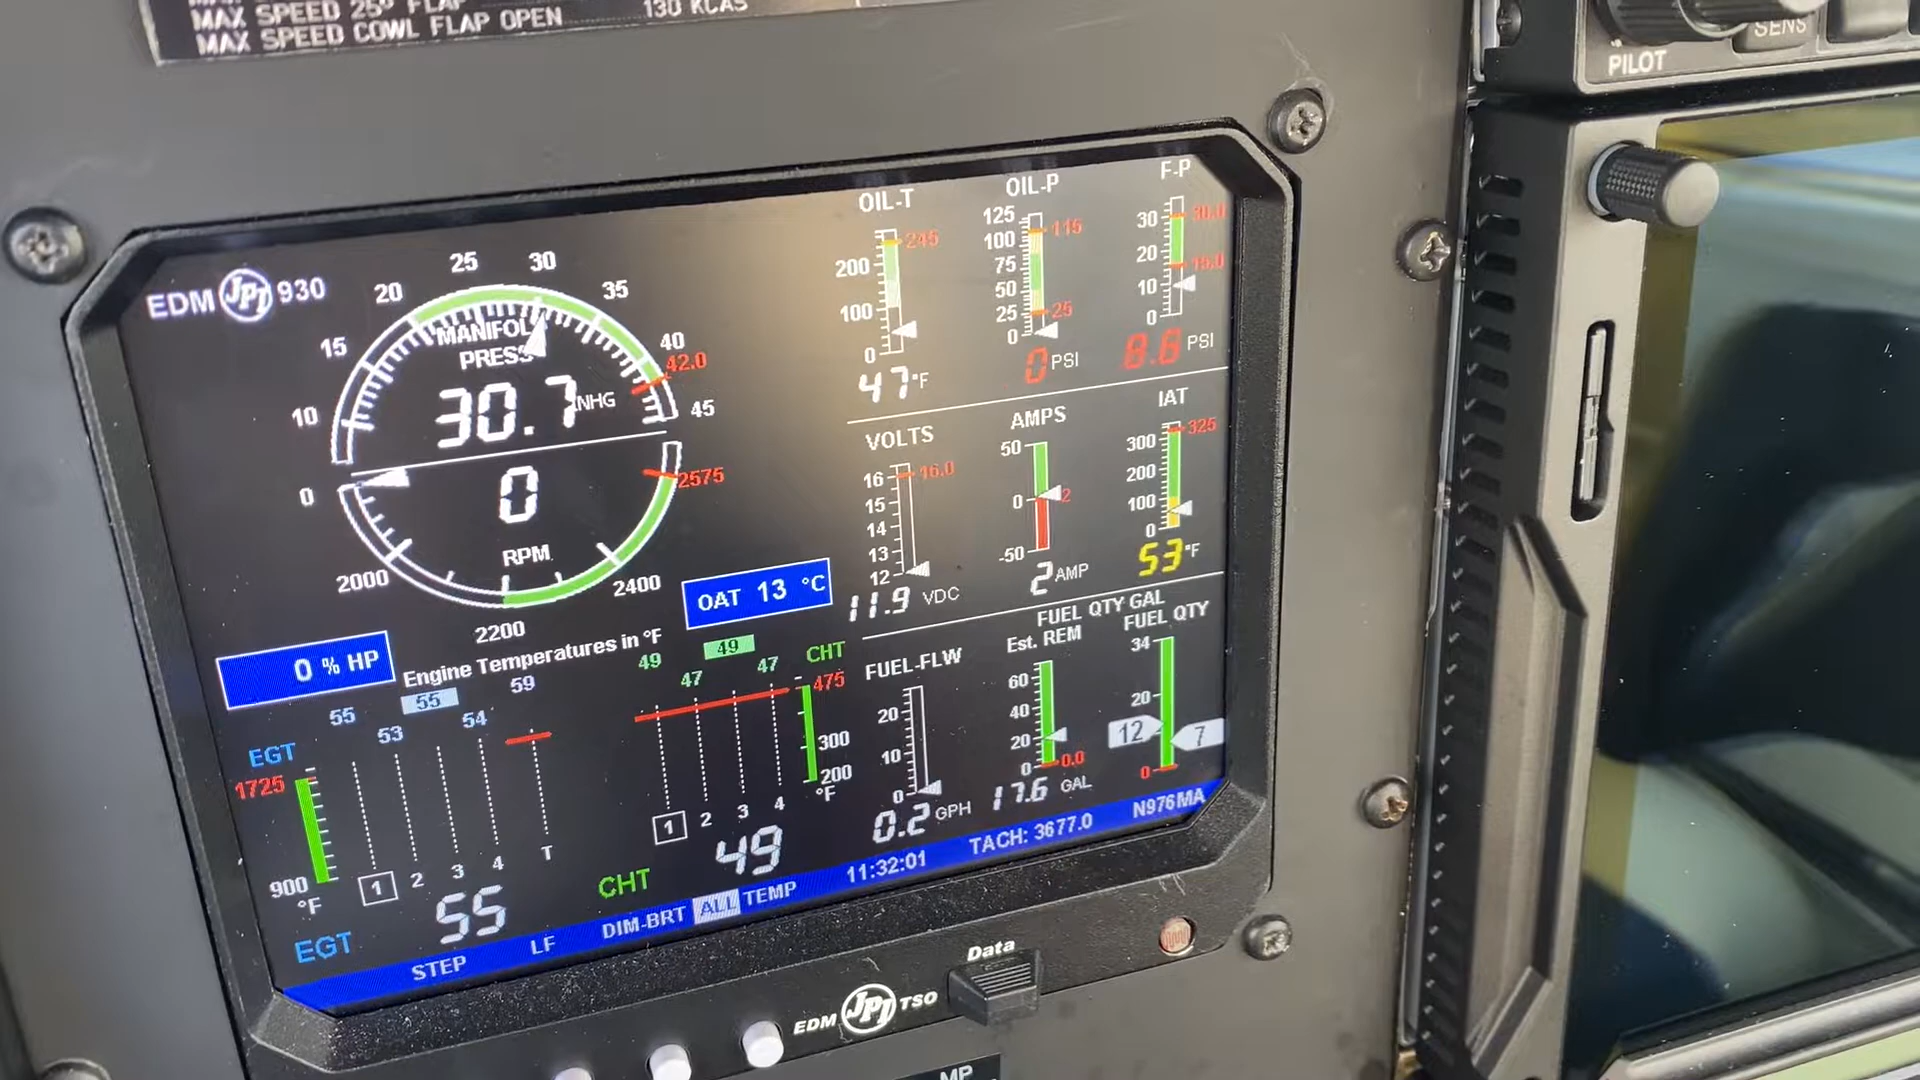 MAX SPEED 25° FLAP 130 KCAS
MAX SPEED COWL FLAP OPEN
SENS
PILOT
EDM JPI 930
0 10 15 20 25 30 35 40 42.0 45
MANIFOL
PRESS
30.7 NHG
0
RPM
2000 2200 2400 2575
OIL-T
245
200
100
0
47 °F
OIL-P
125
100
75
50
25
0
115
25
0 PSI
F-P
30
20
10
0
30.0
15.0
8.6 PSI
VOLTS
16
15
14
13
12
16.0
11.9 VDC
AMPS
50
0
-50
2
2 AMP
IAT
300
200
100
0
325
53 °F
OAT 13 °C
0 % HP
Engine Temperatures in °F
EGT
1725
900
°F
55 53 55 54 59
1 2 3 4 T
EGT 55
49 47 49 47
CHT
475
300
200
°F
1 2 3 4
CHT 49
FUEL-FLW
20
10
0
0.2 GPH
FUEL QTY GAL
Est. REM
60
40
20
0
0.0
17.6 GAL
FUEL QTY
34
20
0
12 7
STEP LF DIM-BRT ALL TEMP 11:32:01 TACH: 3677.0 N976MA
Data
EDM JPI TSO
MP